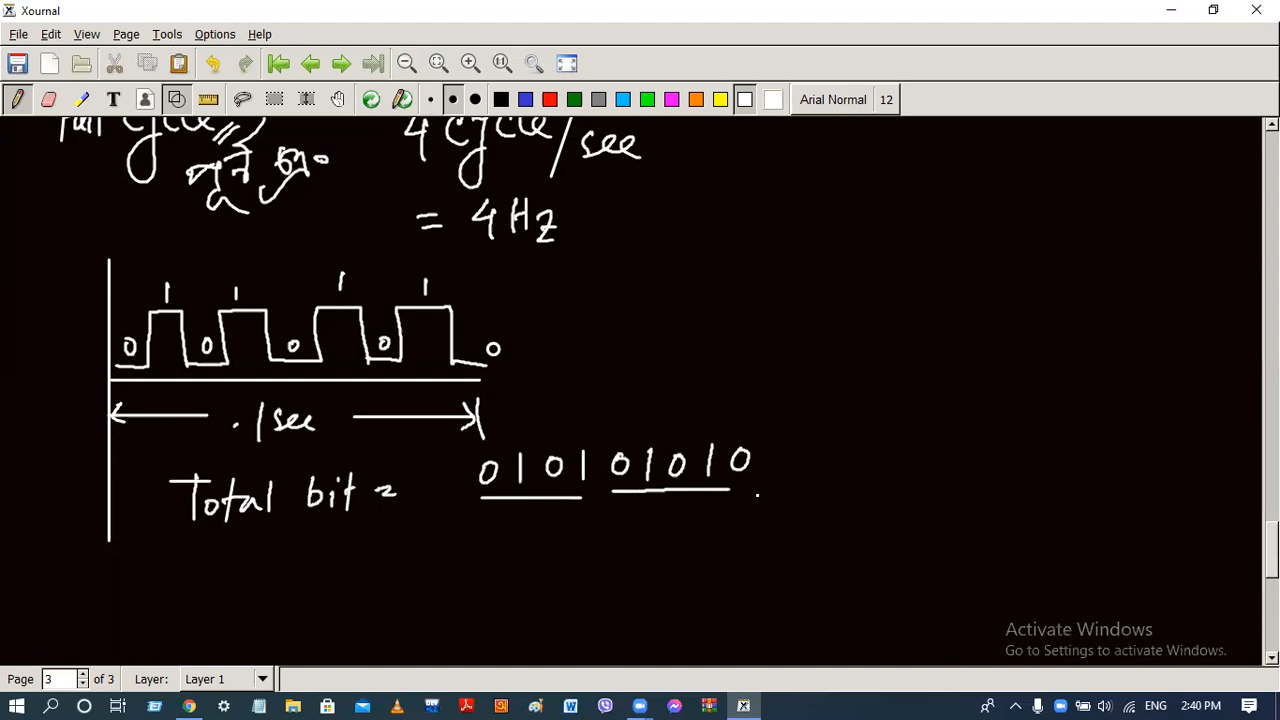 Xournal
File Edit View Page Tools Options Help
T Arial Normal 12
Cycle 4 Cycle/sec
= 4 Hz
1 1 1 1
0 0 0 0 0
1 sec
Total bit = 0 1 0 1 0 1 0 1 0
Activate Windows
Go to Settings to activate Windows.
Page 3 of 3 Layer: Layer 1
ENG 2:40 PM